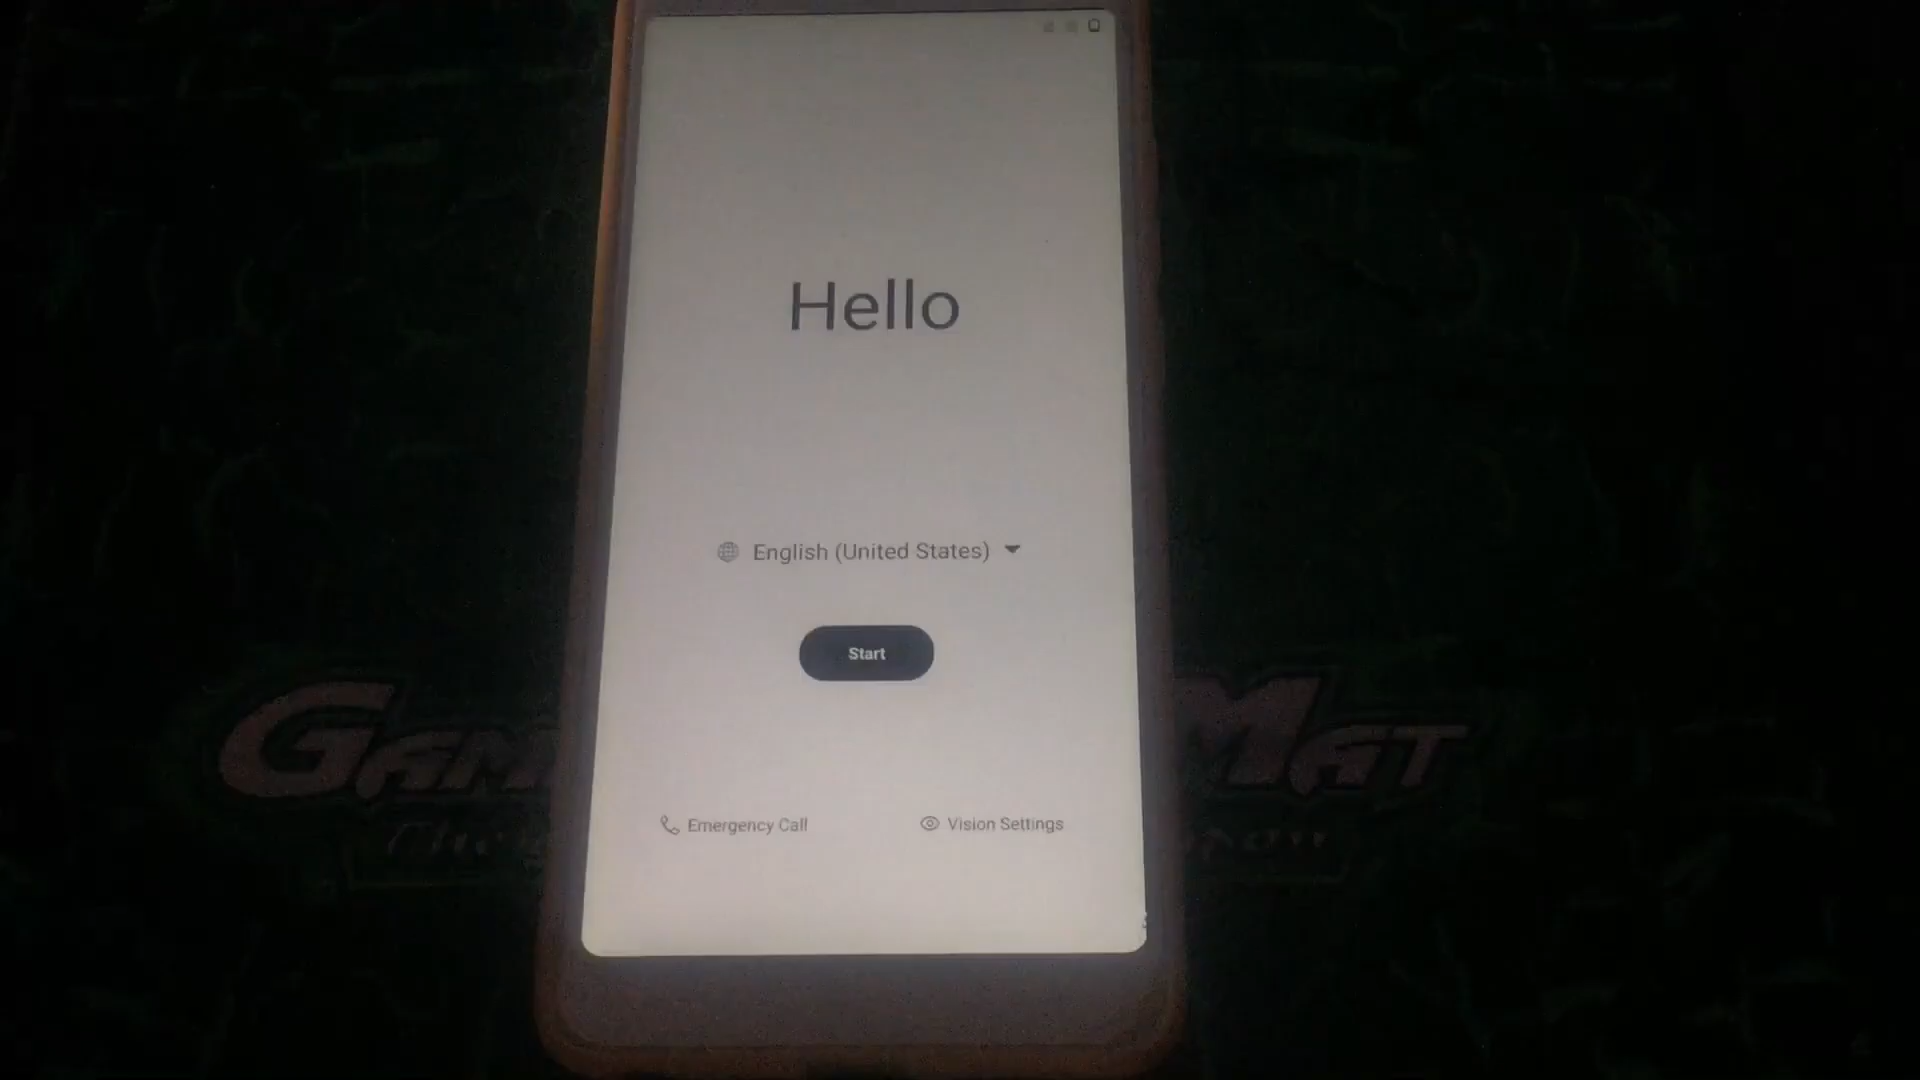 Hello
English (United States)
Start
Emergency Call
Vision Settings